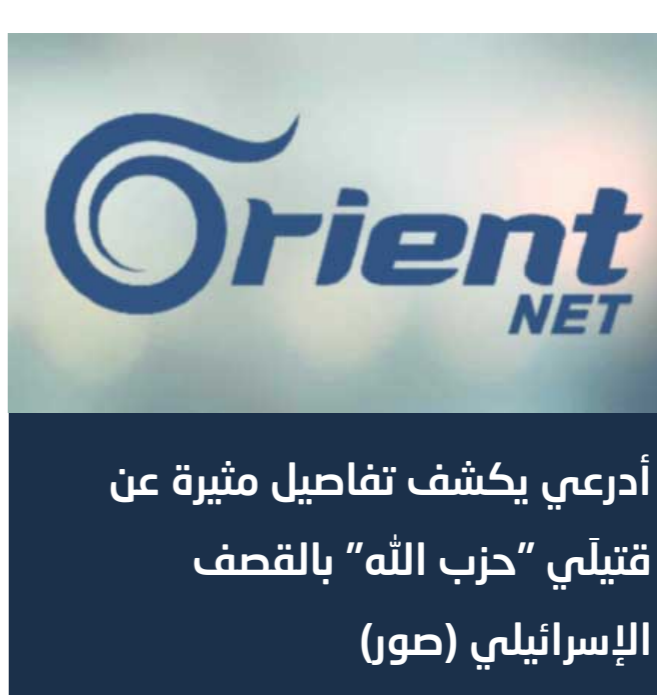 Orient
NET
أدرعي يكشف تفاصيل مثيرة عن
قتيلَي "حزب الله" بالقصف
الإسرائيلي (صور)